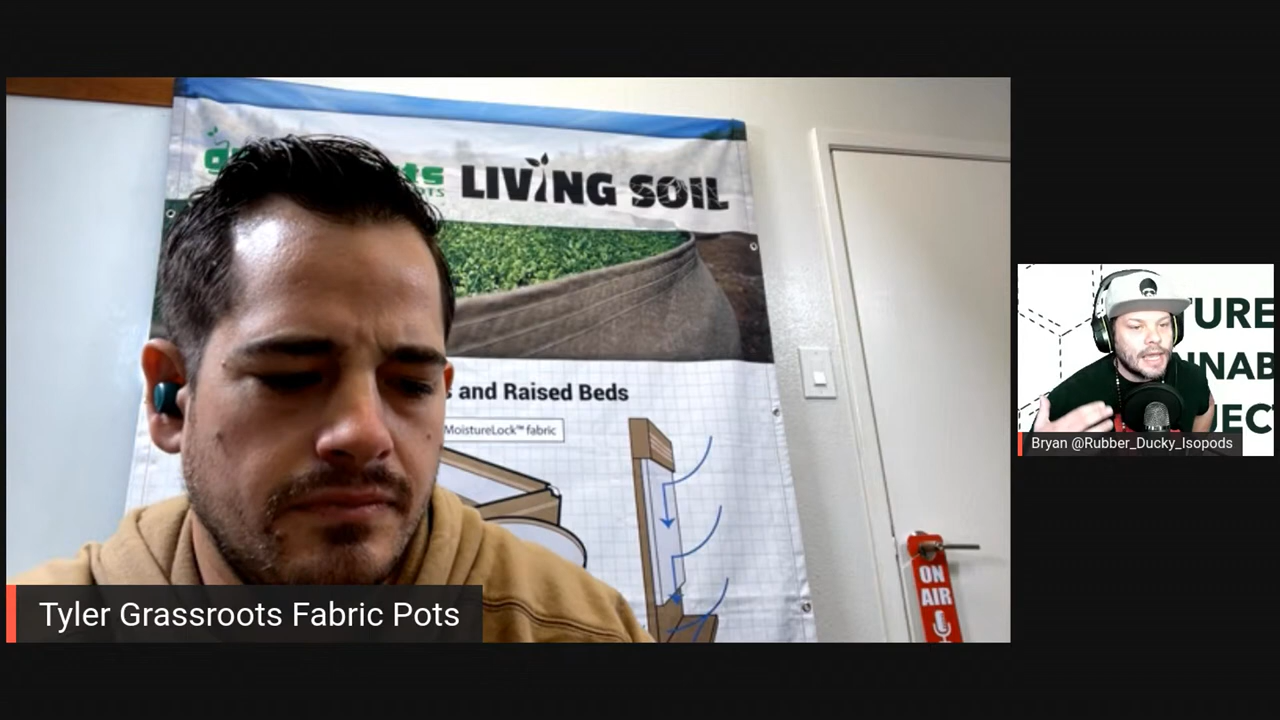 LIVING SOIL
and Raised Beds
MoistureLock™ fabric
ON
AIR
Tyler Grassroots Fabric Pots
Bryan @Rubber_Ducky_Isopods